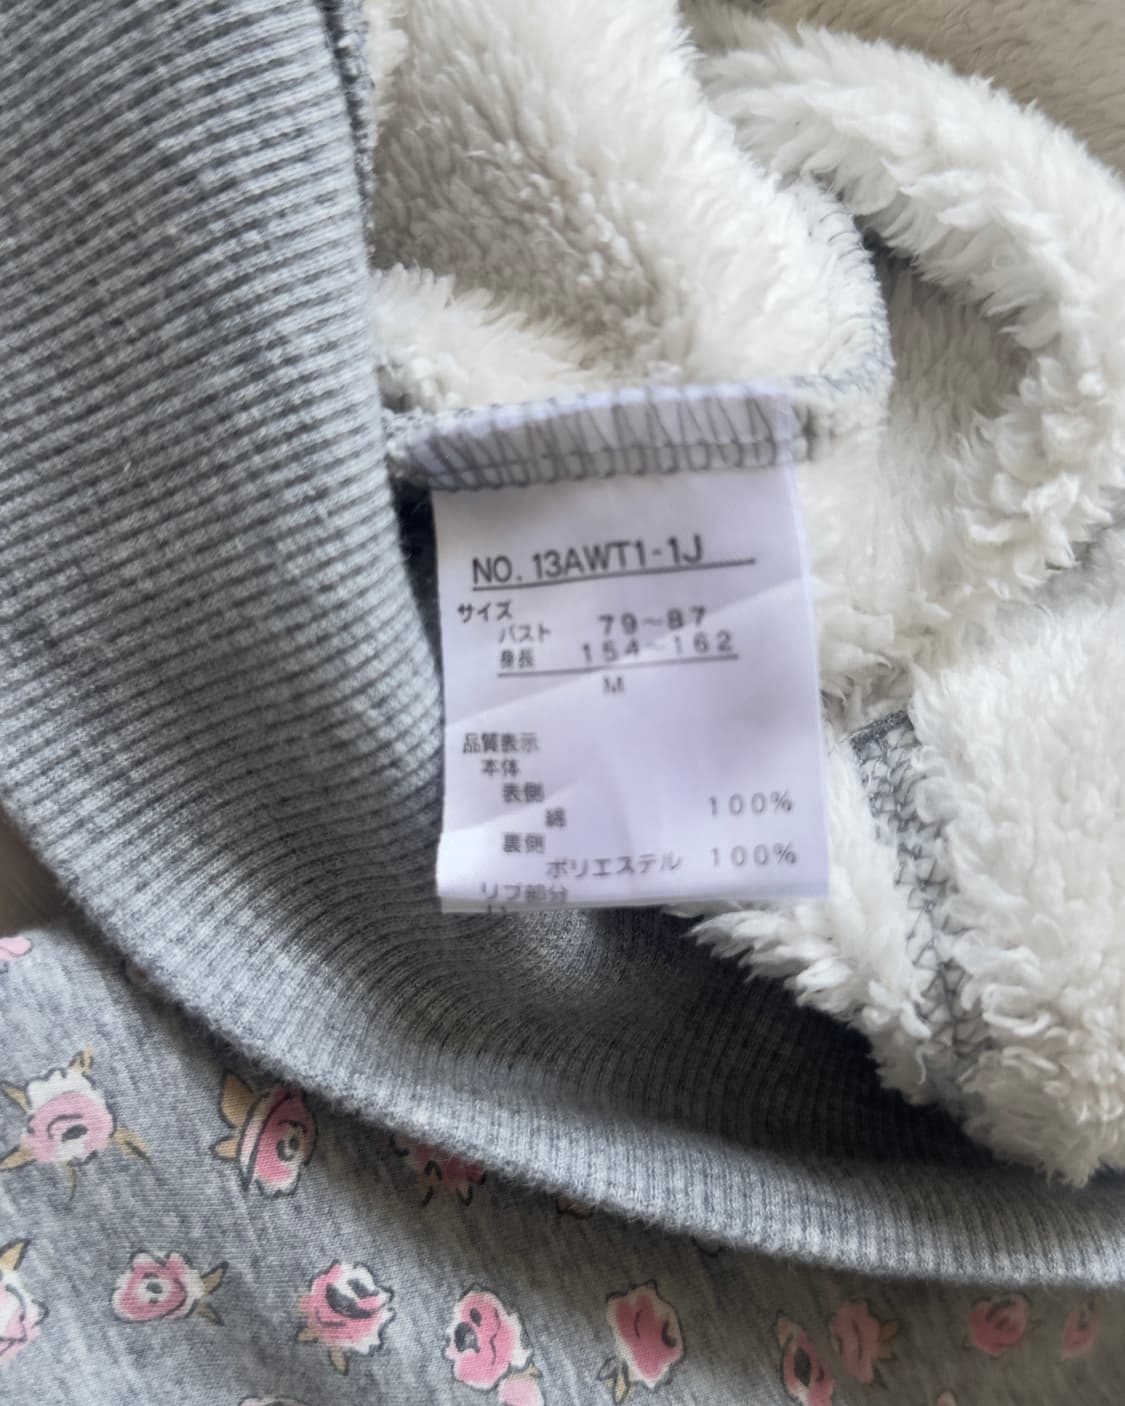 NO. 13AWT1-1J
サイズ
バスト 79~87
身長 154~162
M
品質表示
本体
表側
綿 100%
裏側
ポリエステル 100%
リブ部分